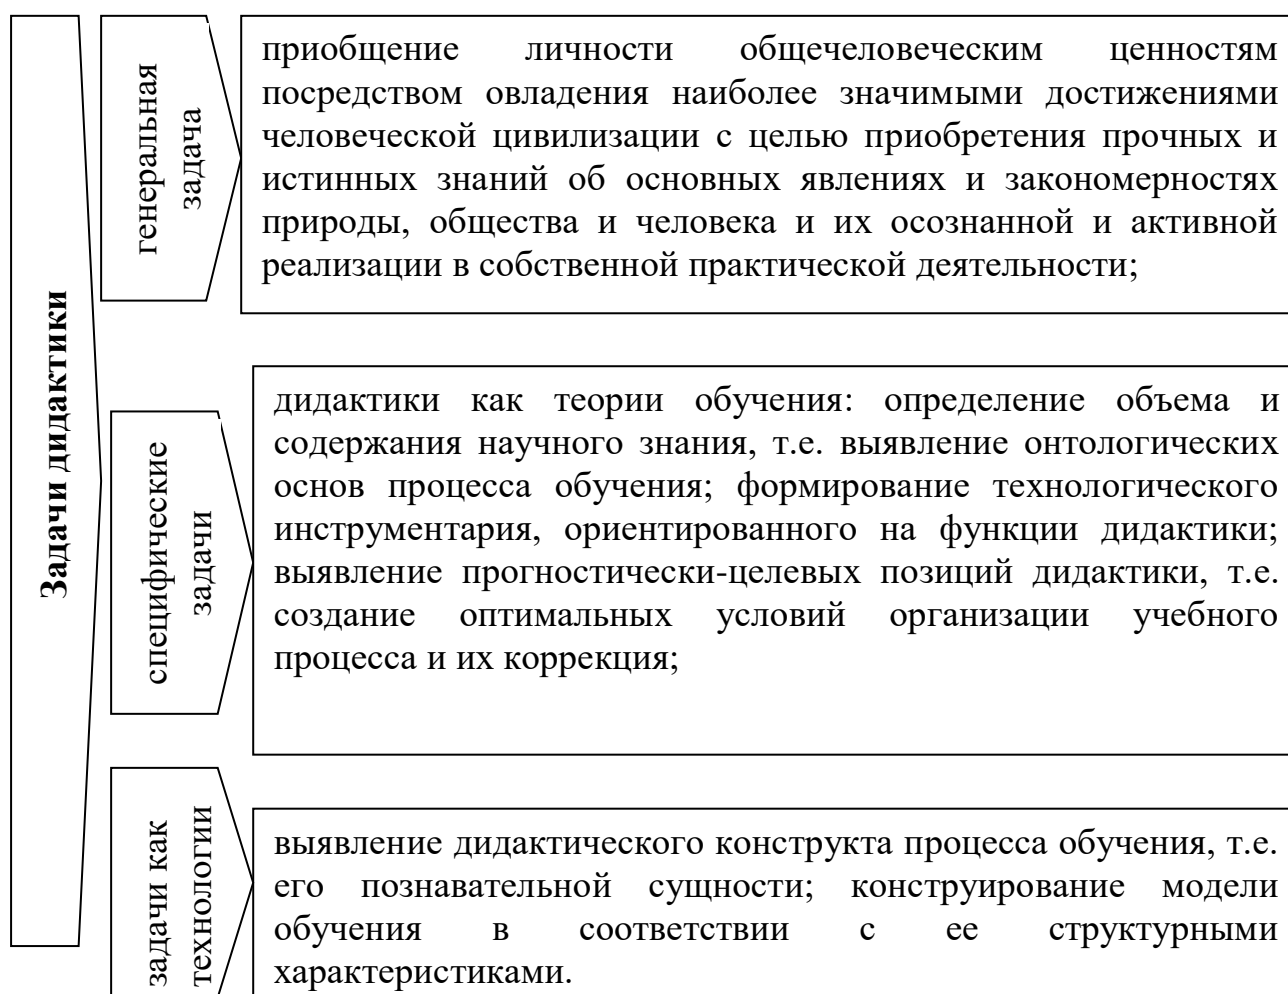 Задачи дидактики
генеральная
задача
приобщение личности общечеловеческим ценностям
посредством овладения наиболее значимыми достижениями
человеческой цивилизации с целью приобретения прочных и
истинных знаний об основных явлениях и закономерностях
природы, общества и человека и их осознанной и активной
реализации в собственной практической деятельности;
специфические
задачи
дидактики как теории обучения: определение объема и
содержания научного знания, т.е. выявление онтологических
основ процесса обучения; формирование технологического
инструментария, ориентированного на функции дидактики;
выявление прогностически-целевых позиций дидактики, т.е.
создание оптимальных условий организации учебного
процесса и их коррекция;
задачи как
технологии
выявление дидактического конструкта процесса обучения, т.е.
его познавательной сущности; конструирование модели
обучения в соответствии с ее структурными
характеристиками.